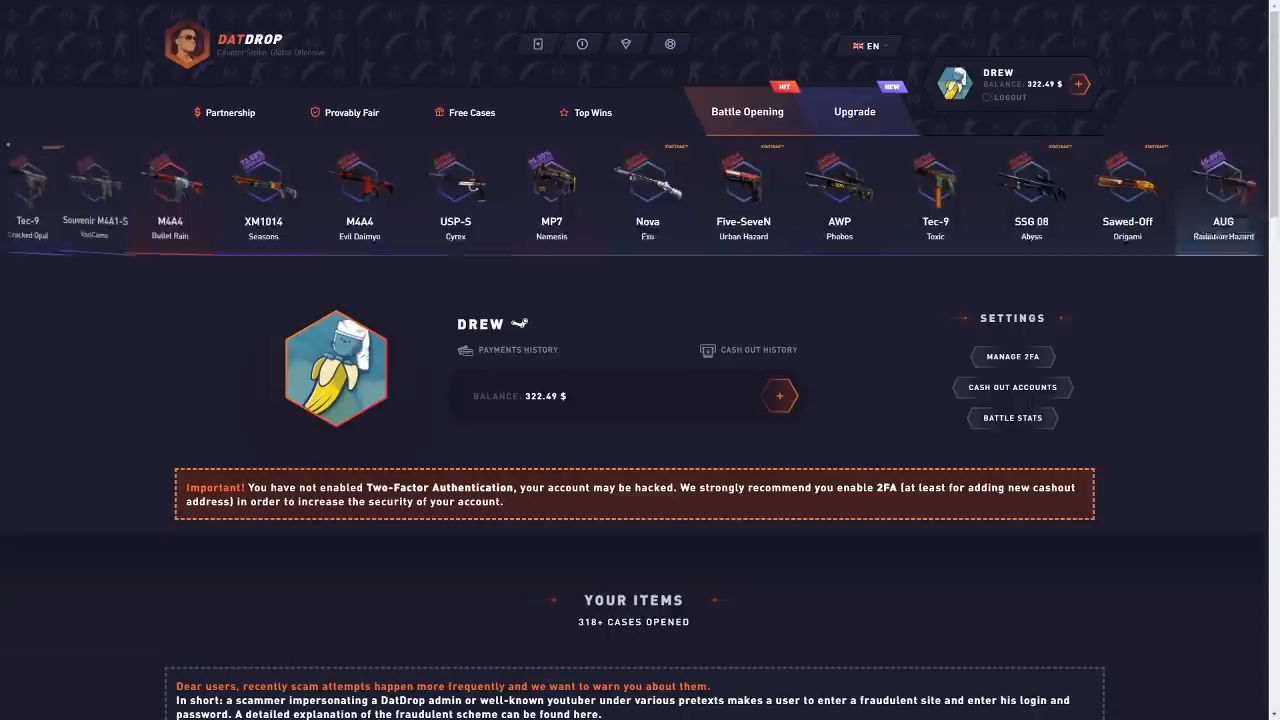 DATDROP
Counter Strike: Global Offensive
EN
DREW
BALANCE: 322.49 $
LOGOUT
Partnership
Provably Fair
Free Cases
Top Wins
HIT
Battle Opening
NEW
Upgrade
Tec-9
Cracked Opal
Souvenir M4A1-S
VariCamo
M4A4
Bullet Rain
XM1014
Seasons
M4A4
Evil Daimyo
USP-S
Cyrex
MP7
Nemesis
Nova
Exo
Five-SeveN
Urban Hazard
AWP
Phobos
Tec-9
Toxic
SSG 08
Abyss
Sawed-Off
Origami
AUG
Radiation Hazard
DREW
PAYMENTS HISTORY
CASH OUT HISTORY
BALANCE: 322.49 $
+
SETTINGS
MANAGE 2FA
CASH OUT ACCOUNTS
BATTLE STATS
Important! You have not enabled Two-Factor Authentication, your account may be hacked. We strongly recommend you enable 2FA (at least for adding new cashout
address) in order to increase the security of your account.
YOUR ITEMS
318+ CASES OPENED
Dear users, recently scam attempts happen more frequently and we want to warn you about them.
In short: a scammer impersonating a DatDrop admin or well-known youtuber under various pretexts makes a user to enter a fraudulent site and enter his login and
password. A detailed explanation of the fraudulent scheme can be found here.